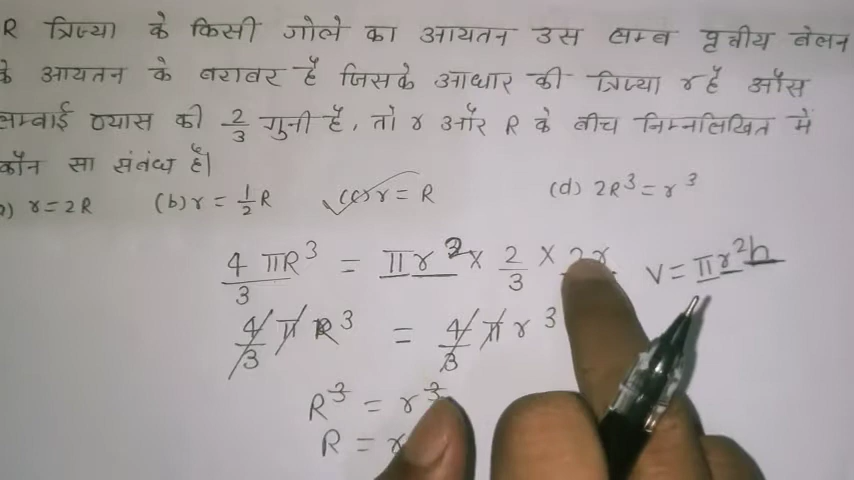 R त्रिज्या के किसी गोले का आयतन उस लम्ब वृत्तीय बेलन
के आयतन के बराबर है जिसके आधार की त्रिज्या r है और
लम्बाई व्यास की 2/3 गुनी है, तो r और R के बीच निम्नलिखित में
कौन सा संबंध है।
a) r = 2R (b) r = 1/2 R (c) r = R (d) 2R³ = r³
4/3 πR³ = πr² × 2/3 × 2r V = πr²h
4/3 π R³ = 4/3 π r³
R³ = r³
R = r